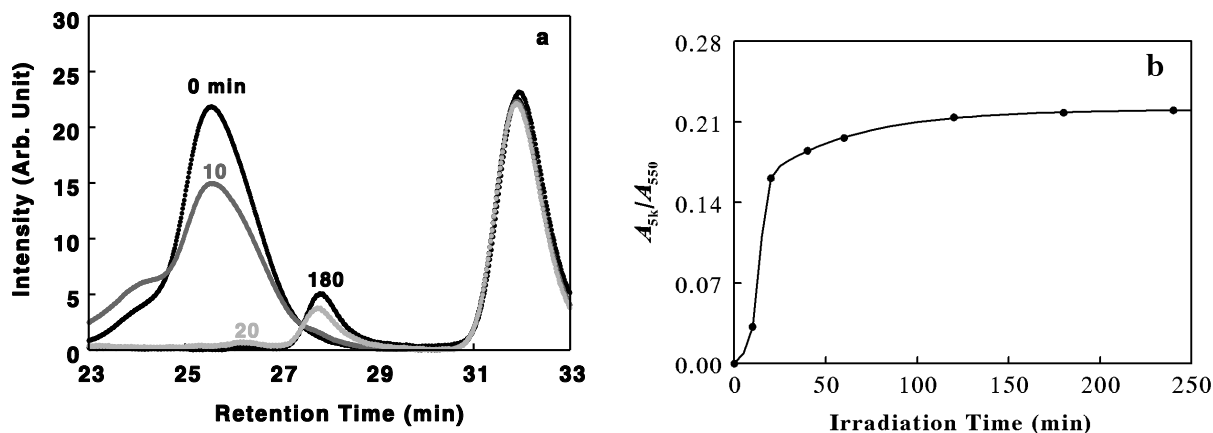 a
0 min
10
180
20
Intensity (Arb. Unit)
30
25
20
15
10
5
0
23 25 27 29 31 33
Retention Time (min)
b
A5k/A550
0.28
0.21
0.14
0.07
0.00
0 50 100 150 200 250
Irradiation Time (min)